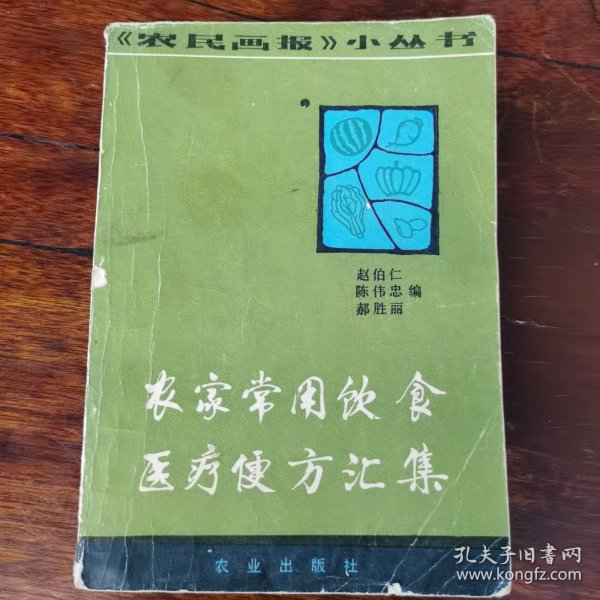 《农民画报》小丛书
赵伯仁
陈伟忠 编
郝胜丽
农家常用饮食
医疗便方汇集
农业出版社
孔夫子旧书网
www.kongfz.com